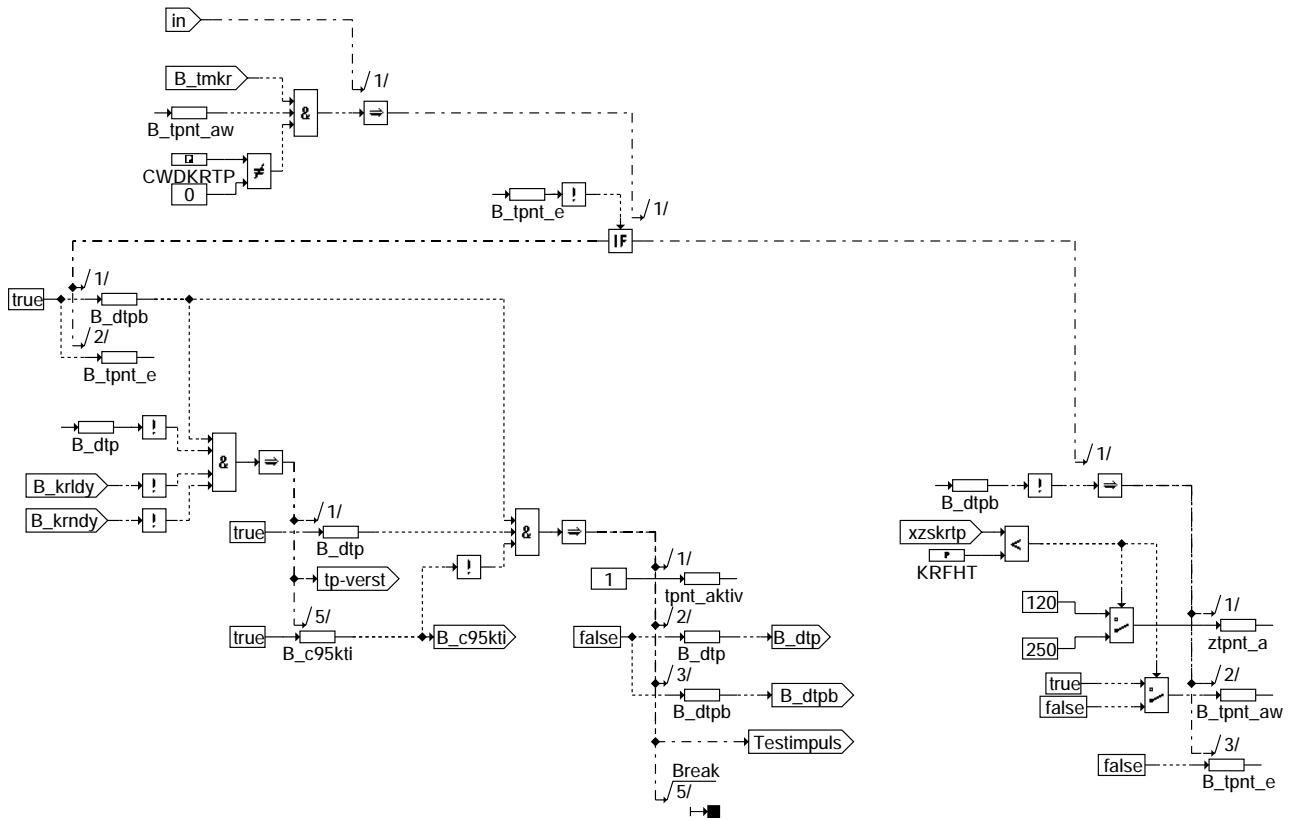 in
/1/
B_tmkr
&
⇒
B_tpnt_aw
CWDKRTP
≠
0
B_tpnt_e
!
/1/
IF
/1/
true
B_dtpb
/2/
B_tpnt_e
B_dtp
!
&
⇒
B_krldy
!
B_krndy
!
/1/
true
B_dtp
&
⇒
!
tp-verst
/5/
true
B_c95kti
B_c95kti
/1/
1
tpnt_aktiv
/2/
false
B_dtp
B_dtp
/3/
B_dtpb
B_dtpb
Testimpuls
Break
5/
/1/
B_dtpb
!
⇒
xzskrtp
<
P
KRFHT
120
250
/1/
ztpnt_a
true
false
/2/
B_tpnt_aw
/3/
false
B_tpnt_e